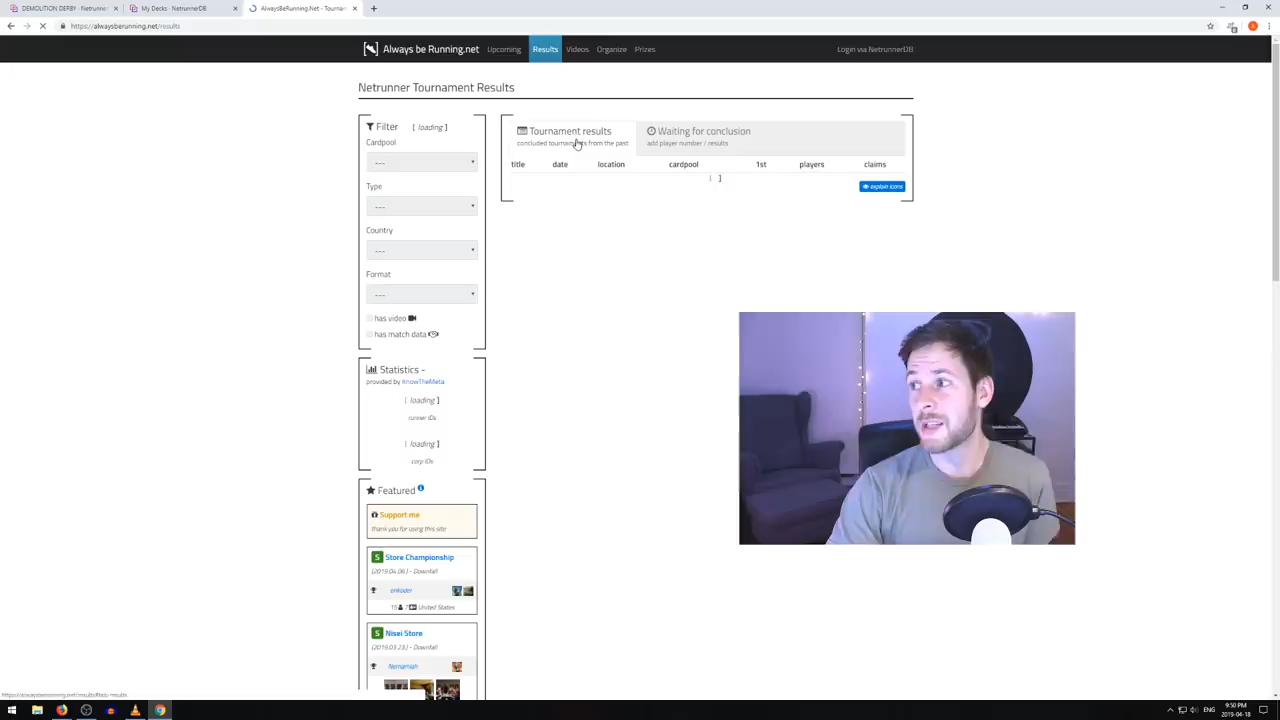 DEMOLITION DERBY - Netrunner
My Decks · NetrunnerDB
AlwaysBeRunning.Net - Tournam
https://alwaysberunning.net/results
Always be Running.net
Upcoming
Results
Videos
Organize
Prizes
Login via NetrunnerDB
Netrunner Tournament Results
Filter [ loading ]
Cardpool
---
Type
---
Country
---
Format
---
has video
has match data
Tournament results
concluded tournaments from the past
Waiting for conclusion
add player number / results
title date location cardpool 1st players claims
[ ]
explain icons
Statistics -
provided by KnowTheMeta
[ loading ]
runner IDs
[ loading ]
corp IDs
Featured
Support me
thank you for using this site
S Store Championship
(2019.04.06.) - Downfall
enkoder
15 7 United States
S Nisei Store
(2019.03.23.) - Downfall
Nemamiah
ENG
9:50 PM
2019-04-18